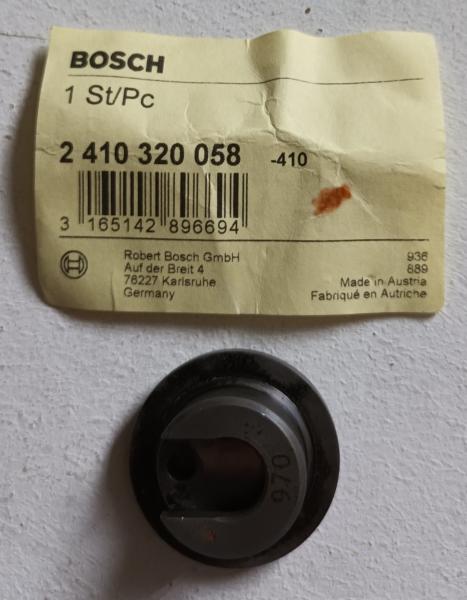 BOSCH
1 St/Pc
2 410 320 058 -410
3 165142 896694
Robert Bosch GmbH
Auf der Breit 4
76227 Karlsruhe
Germany
936
889
Made in Austria
Fabriqué en Autriche
970